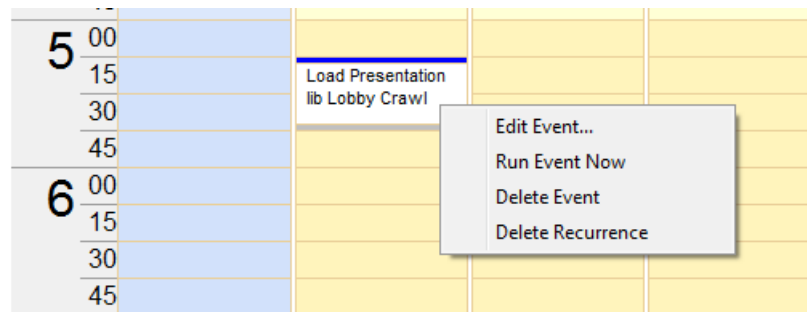 5 00
15
30
45
6 00
15
30
45
Load Presentation
lib Lobby Crawl
Edit Event...
Run Event Now
Delete Event
Delete Recurrence